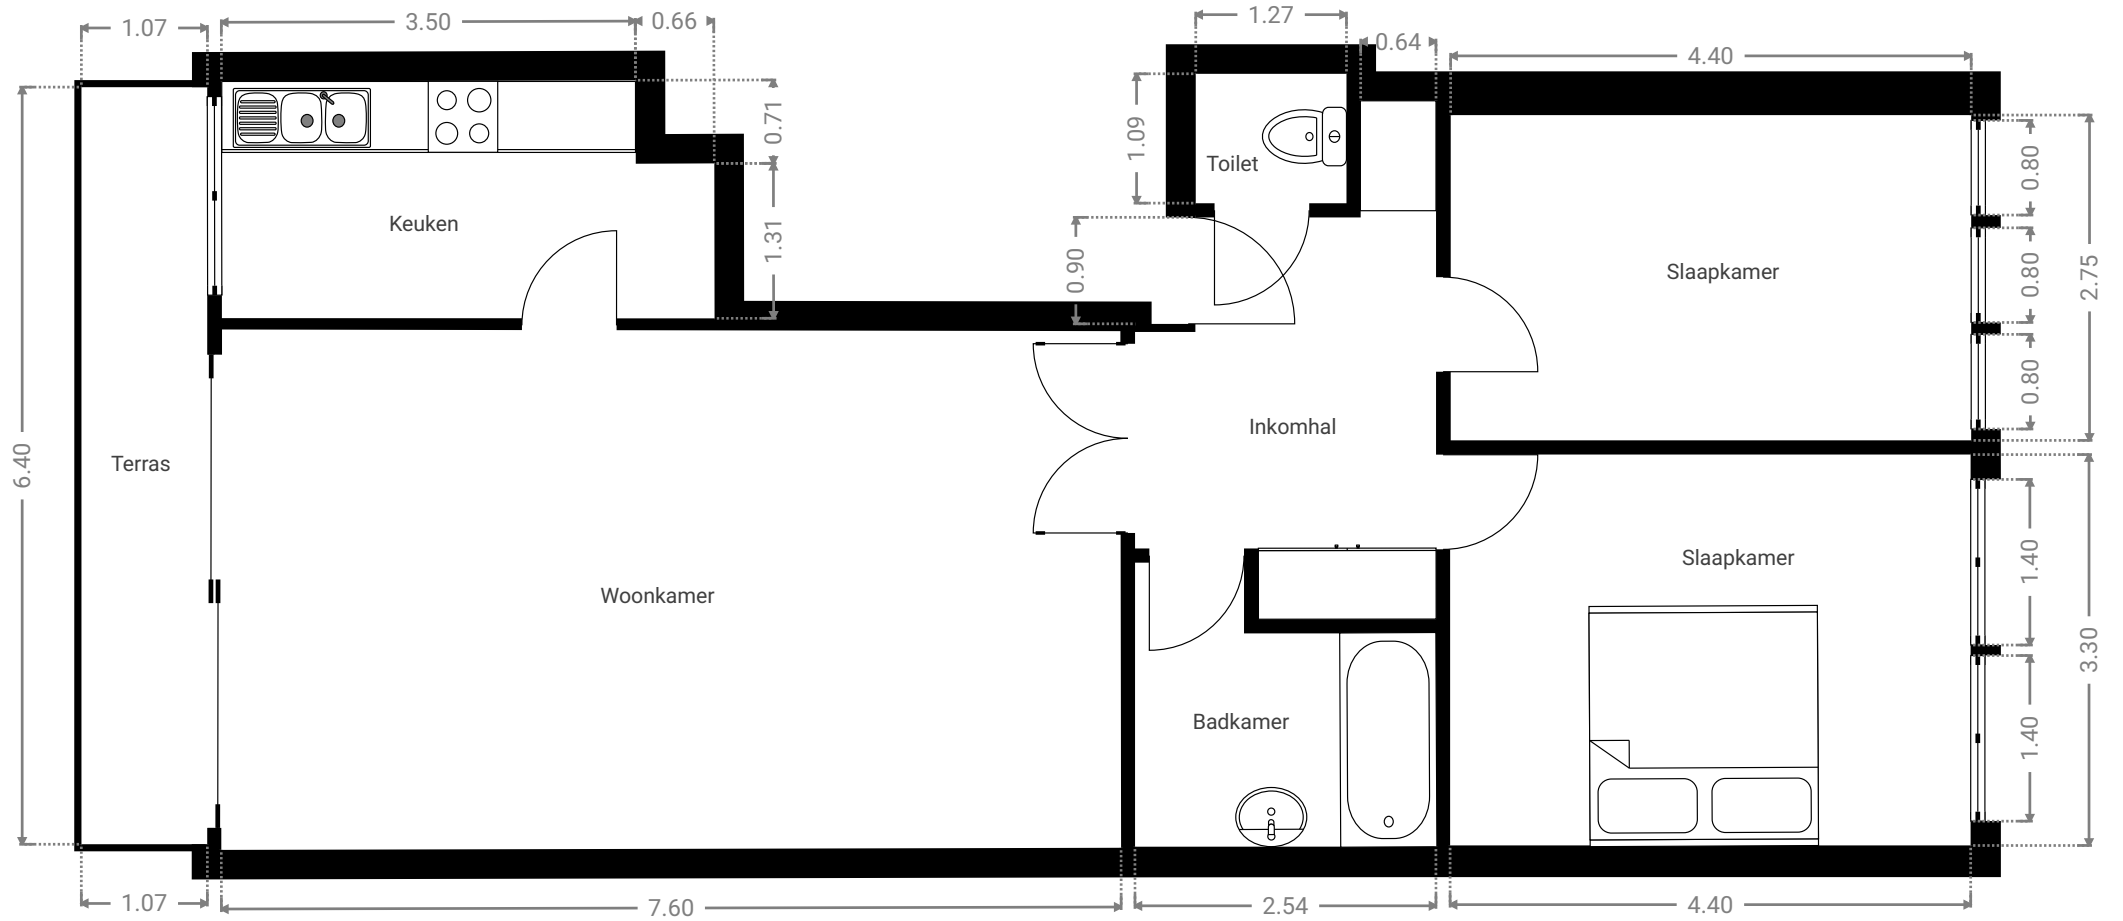 1.07
3.50
0.66
1.27
0.64
4.40
0.71
1.09
0.80
Toilet
Keuken
1.31
0.90
Slaapkamer
0.80
2.75
0.80
Inkomhal
Terras
6.40
Slaapkamer
1.40
Woonkamer
3.30
Badkamer
1.40
1.07
7.60
2.54
4.40